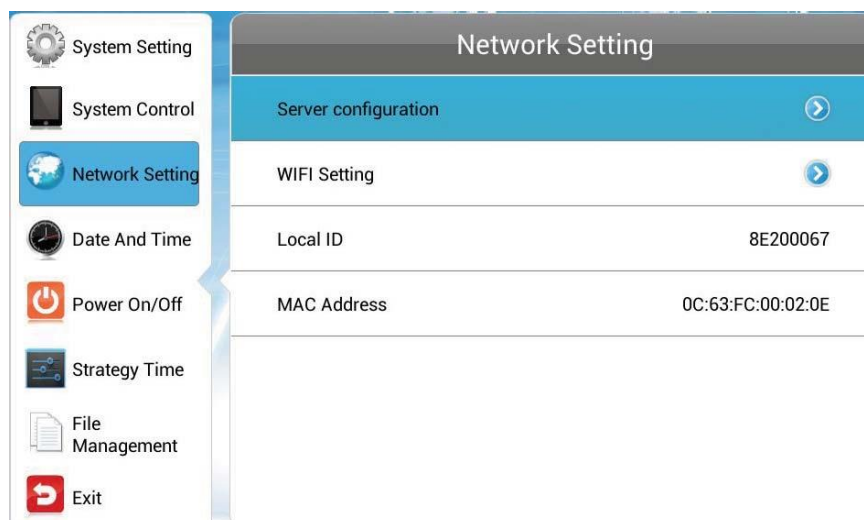 System Setting
System Control
Network Setting
Date And Time
Power On/Off
Strategy Time
File
Management
Exit
Network Setting
Server configuration
WIFI Setting
Local ID 8E200067
MAC Address 0C:63:FC:00:02:0E